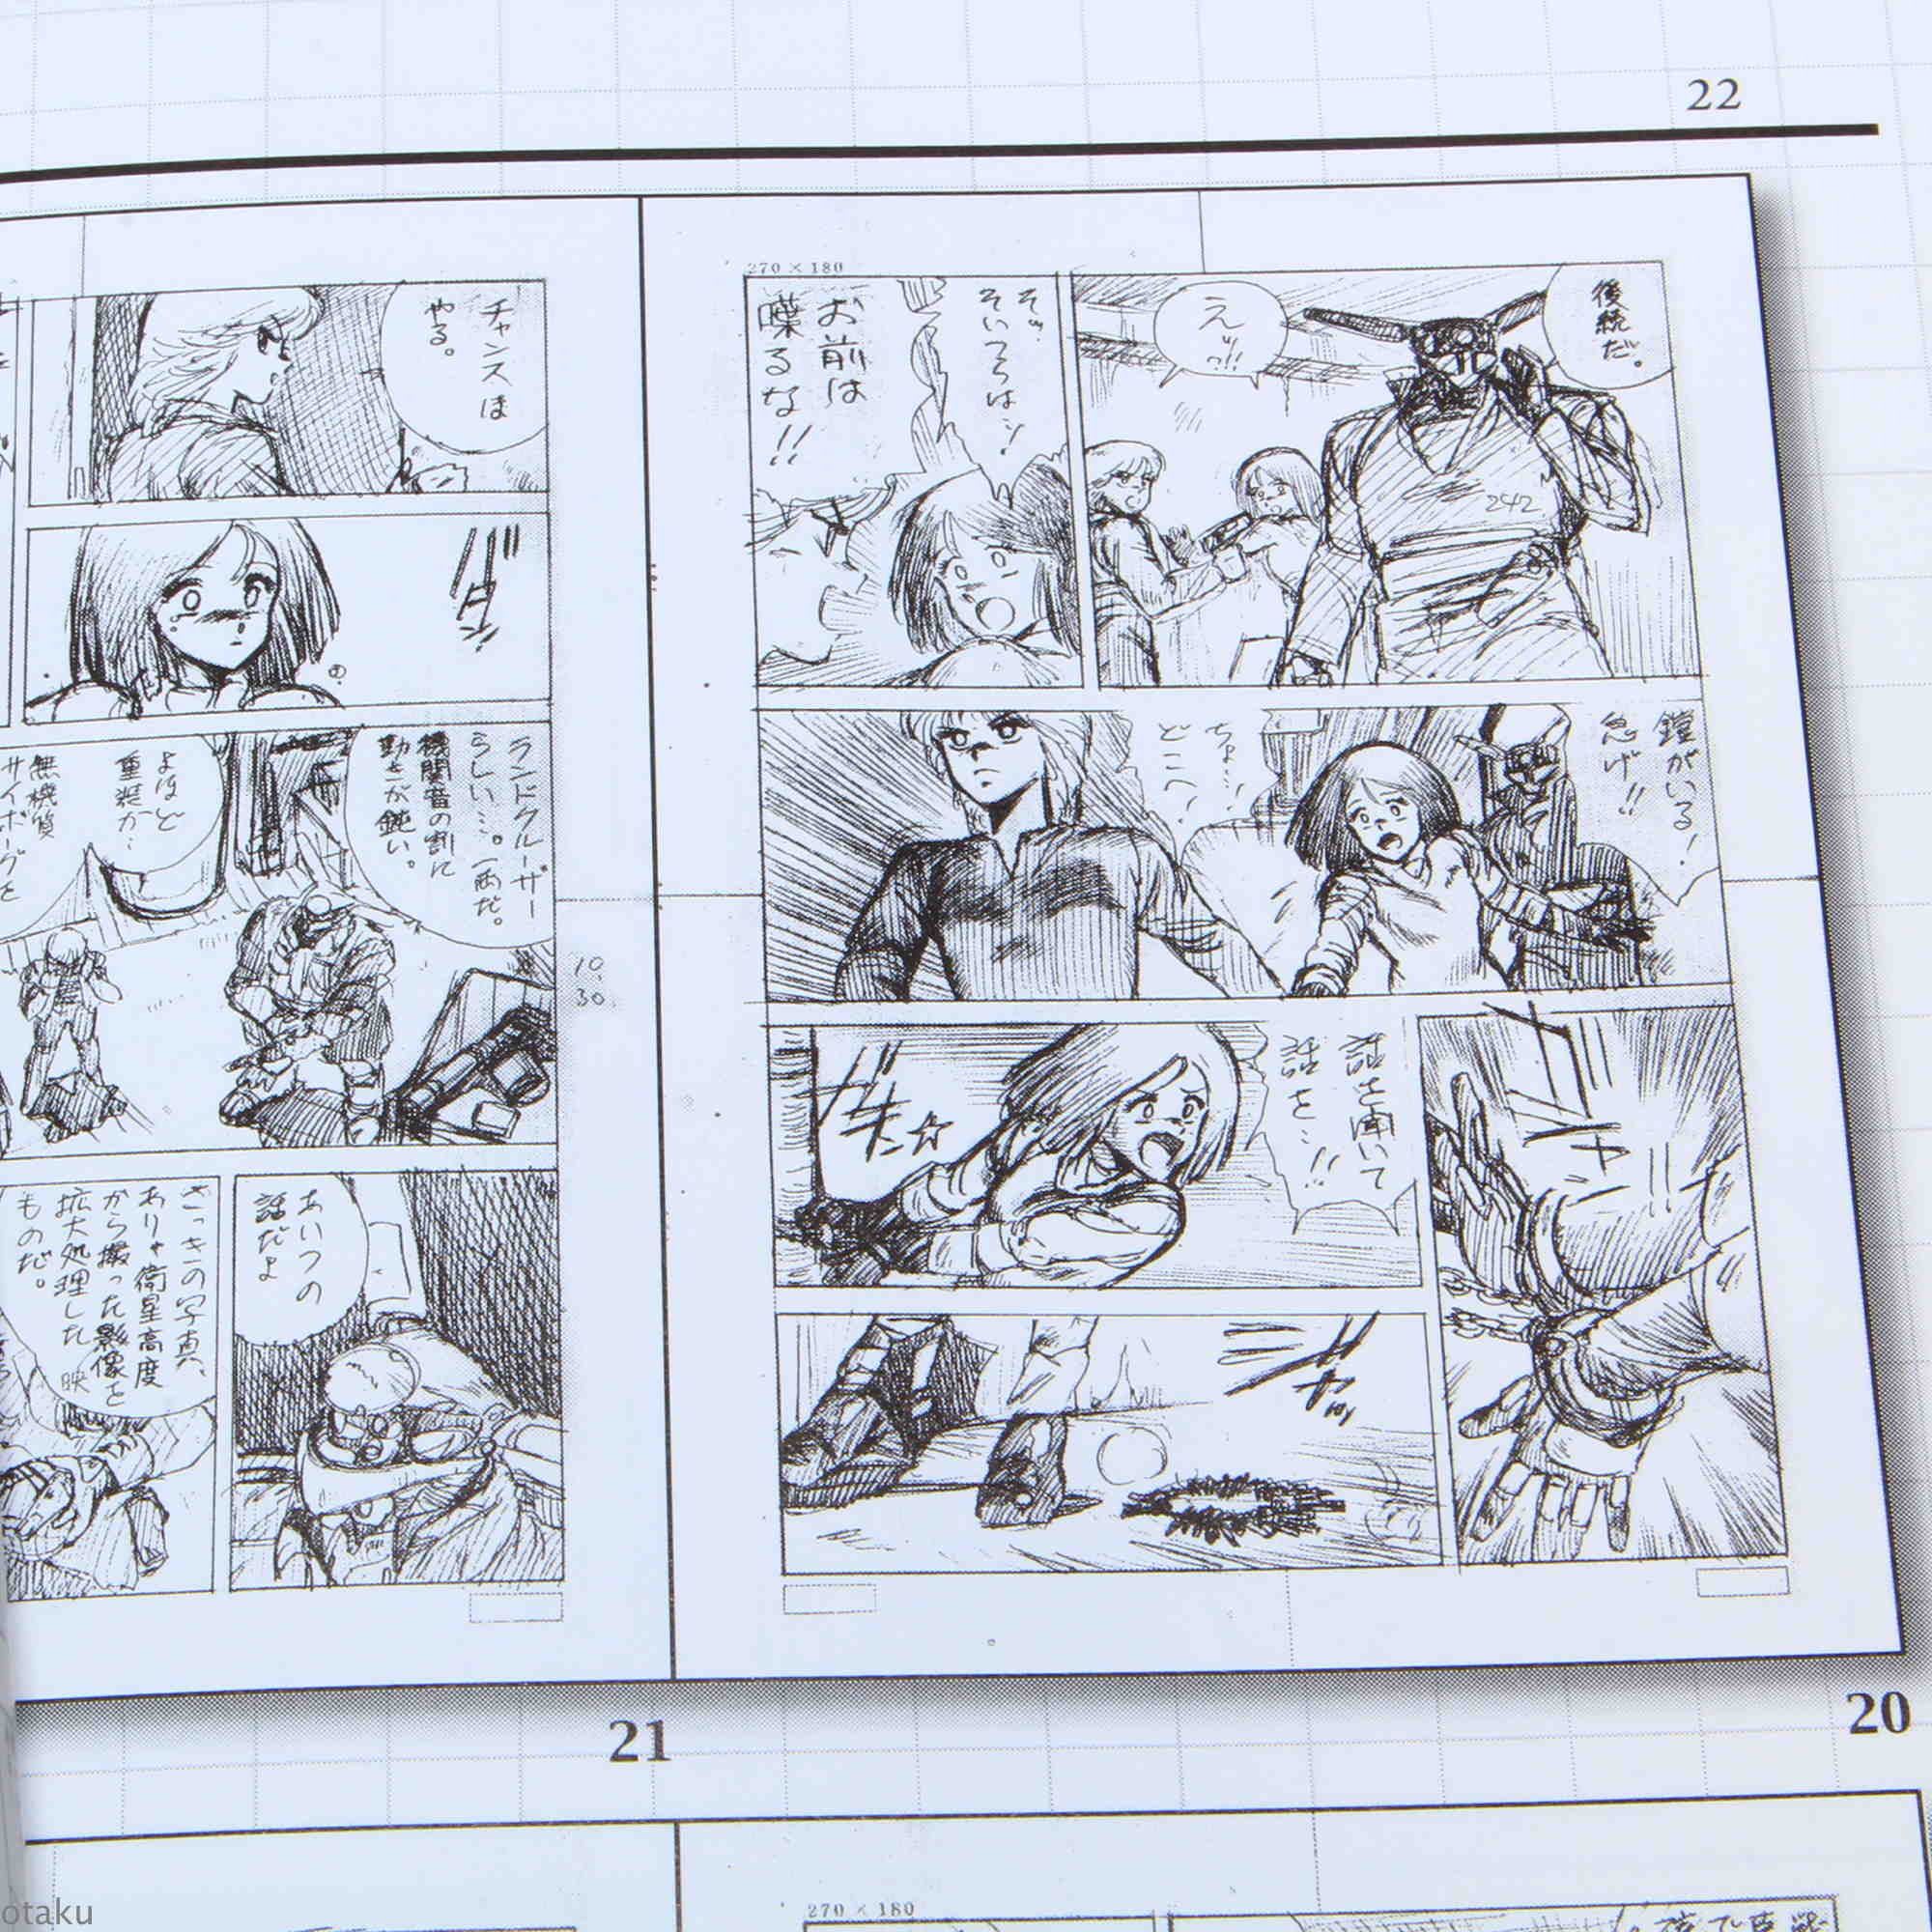 22
270×180
後続だ。
えッ?!!
そッ、
そいつらはッ!
お前は
喋るな!!
242
鎧がいる!
急げ!!
ちょ…!
どこへ!
話を聞いて
話を…!!
ガキン☆
20
チャンスは
やる。
ランドクルーザー
らしい…。一両だ。
機関音の割に
動きが鈍い。
よほど
重装か…
無機質
サイボーグを
10.30
あいつの
話だよ
さっきの写真、
ありゃ衛星高度
から撮った影像を
拡大処理した映
ものだ。
21
270×180
otaku